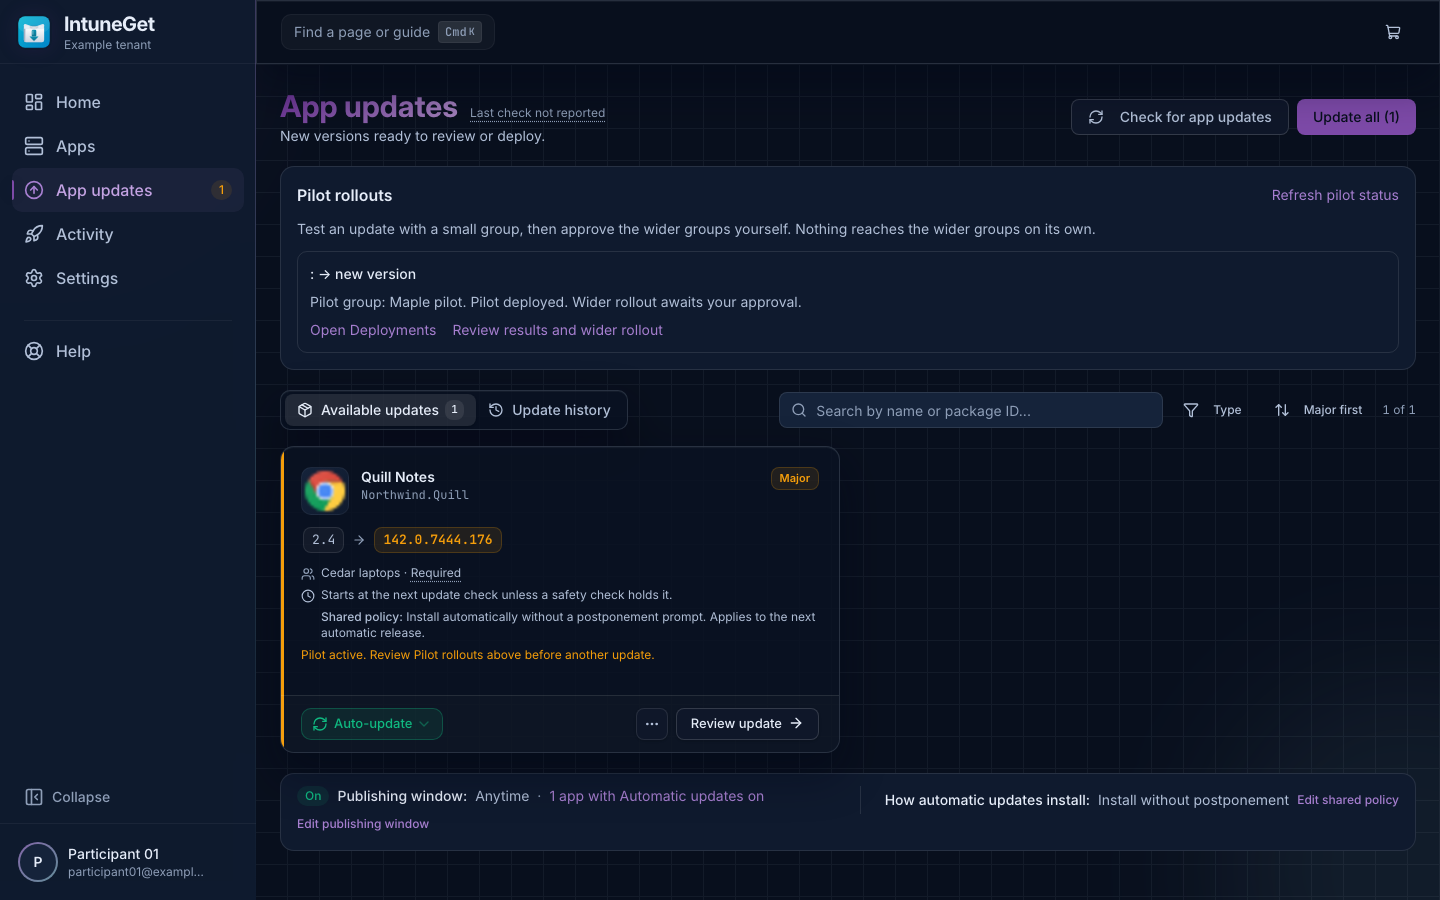 IntuneGet
Example tenant
Find a page or guide Cmd K
Home
Apps
App updates 1
Activity
Settings
Help
Collapse
P
Participant 01
participant01@exampl...
App updates Last check not reported
New versions ready to review or deploy.
Check for app updates
Update all (1)
Pilot rollouts
Refresh pilot status
Test an update with a small group, then approve the wider groups yourself. Nothing reaches the wider groups on its own.
: → new version
Pilot group: Maple pilot. Pilot deployed. Wider rollout awaits your approval.
Open Deployments Review results and wider rollout
Available updates 1 Update history
Search by name or package ID...
Type
Major first
1 of 1
Quill Notes
Northwind.Quill
Major
2.4 → 142.0.7444.176
Cedar laptops · Required
Starts at the next update check unless a safety check holds it.
Shared policy: Install automatically without a postponement prompt. Applies to the next
automatic release.
Pilot active. Review Pilot rollouts above before another update.
Auto-update
Review update →
On Publishing window: Anytime · 1 app with Automatic updates on
Edit publishing window
How automatic updates install: Install without postponement Edit shared policy